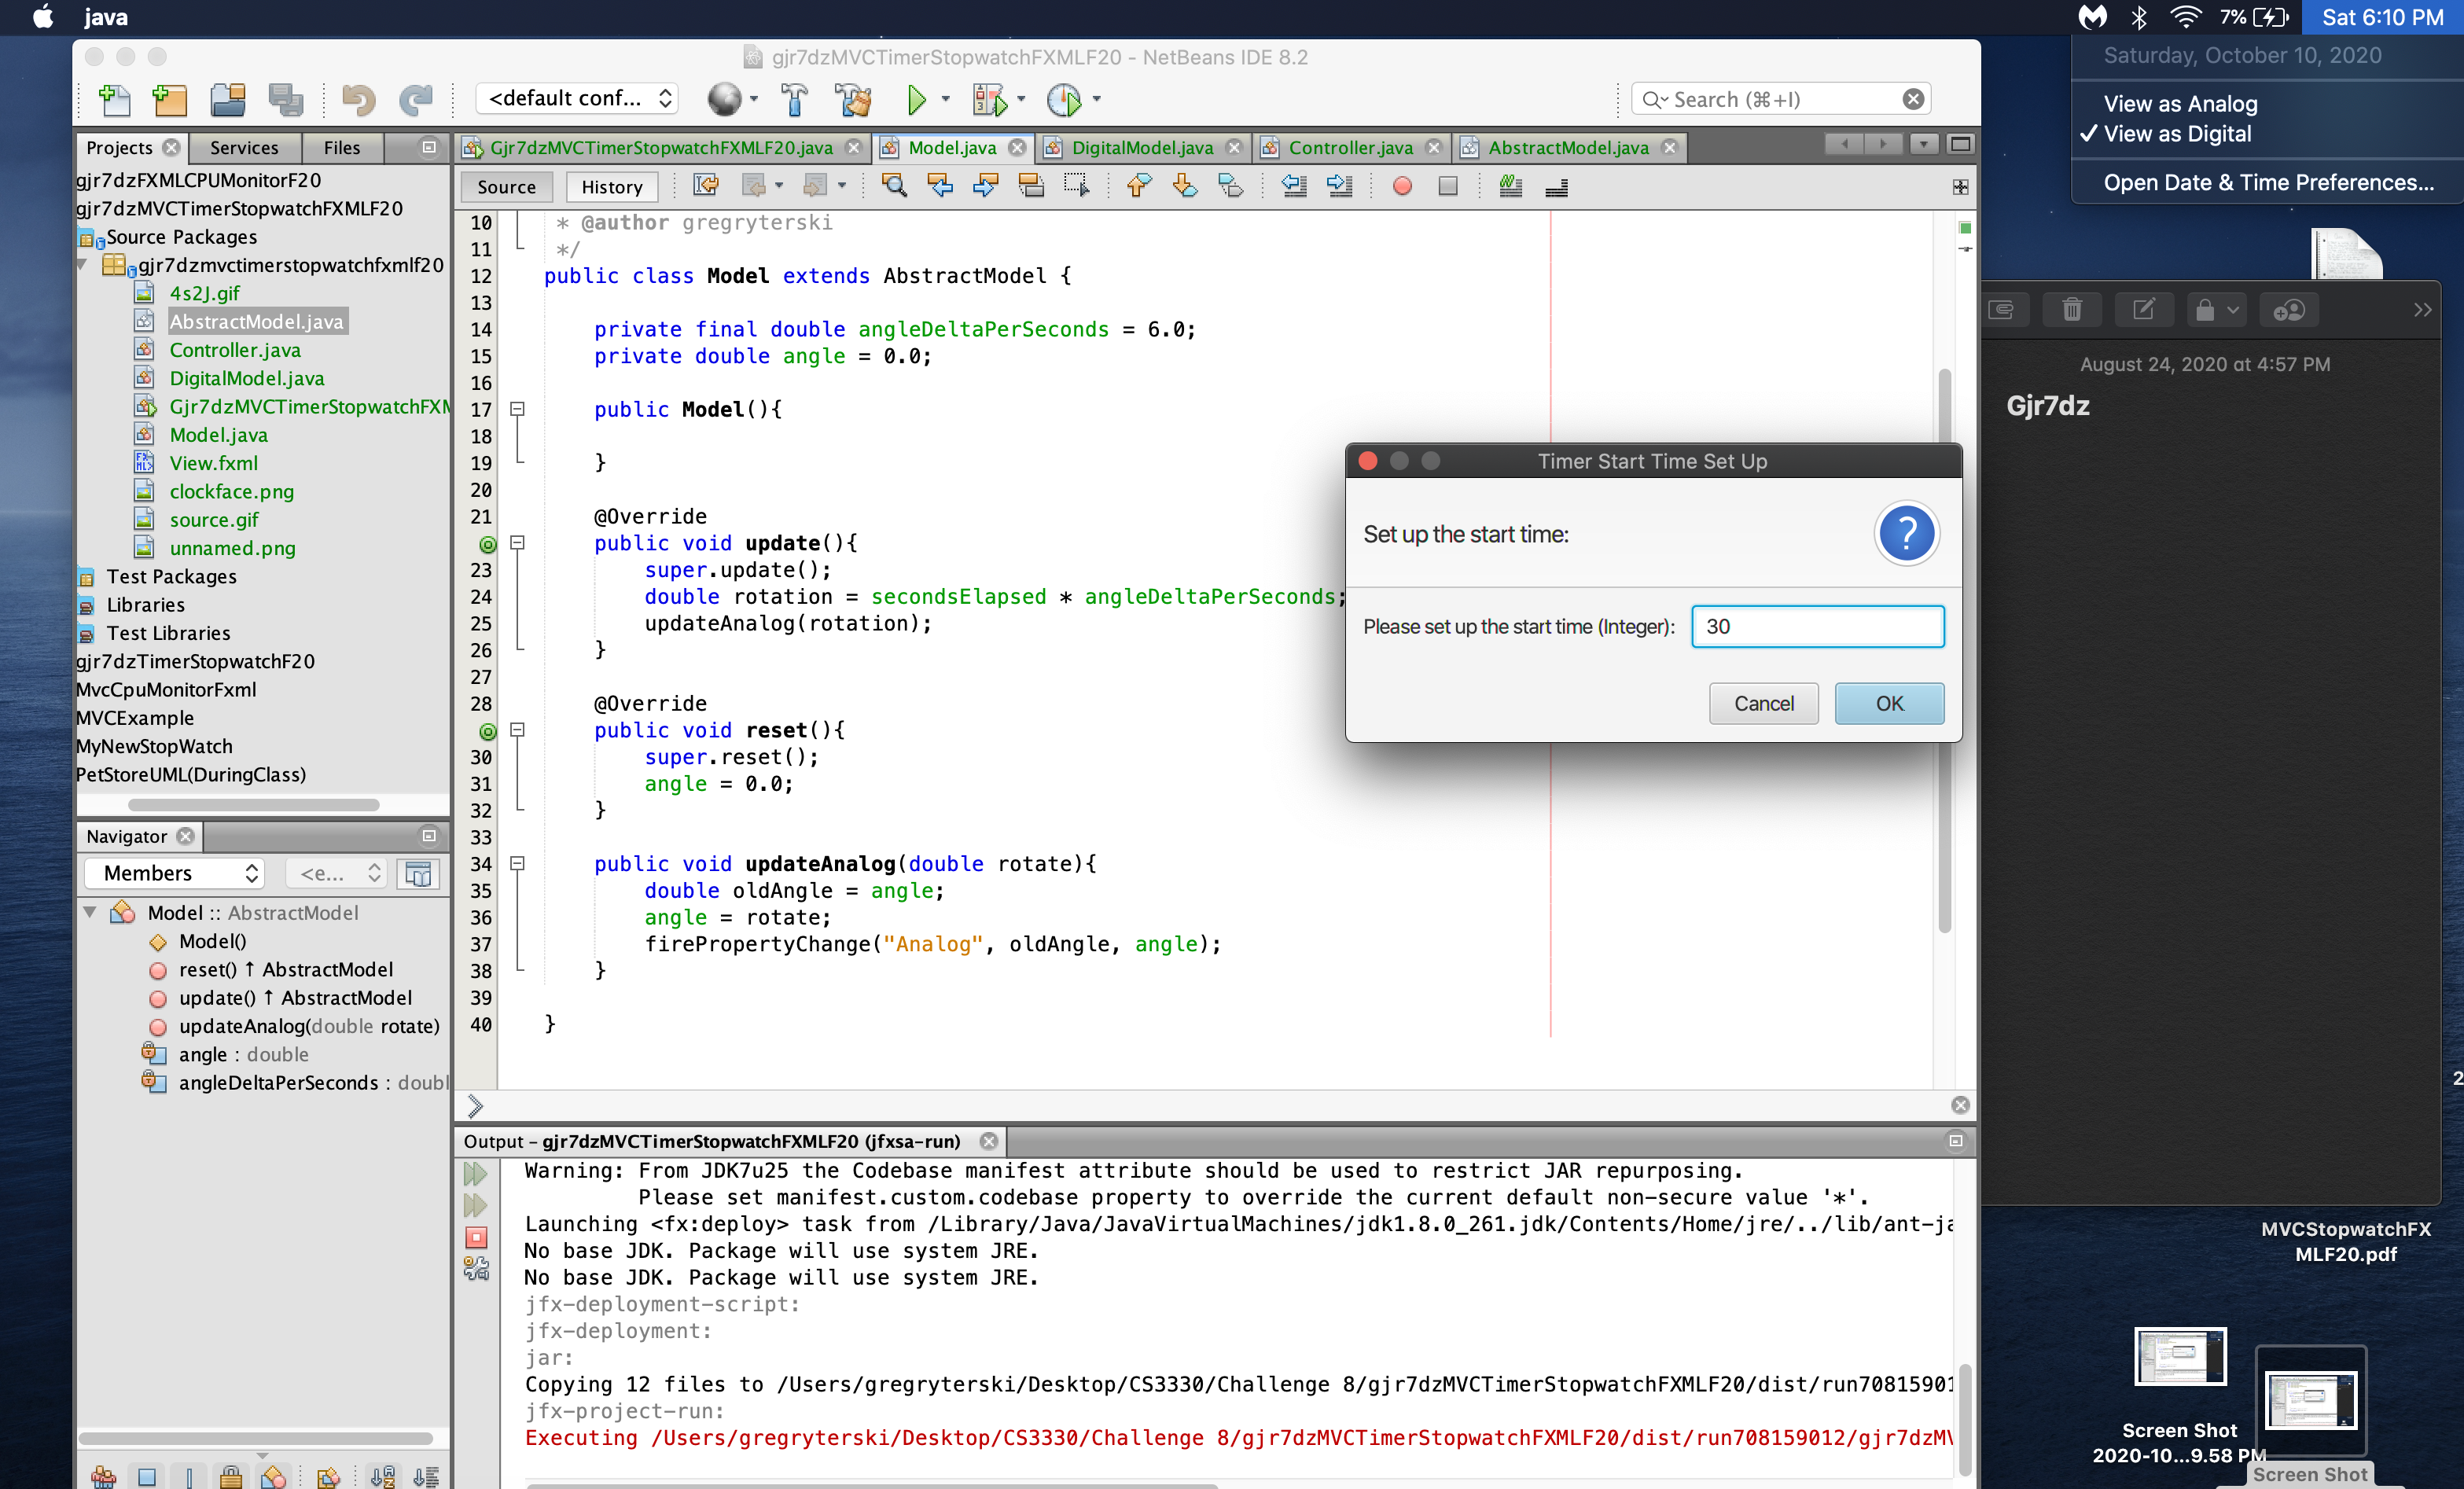 java
7%
Sat 6:10 PM
Saturday, October 10, 2020
View as Analog
✓ View as Digital
Open Date & Time Preferences...
gjr7dzMVCTimerStopwatchFXMLF20 - NetBeans IDE 8.2
<default conf...
Search (⌘+I)
Projects
Services
Files
Gjr7dzMVCTimerStopwatchFXMLF20.java
Model.java
DigitalModel.java
Controller.java
AbstractModel.java
Source
History
gjr7dzFXMLCPUMonitorF20
gjr7dzMVCTimerStopwatchFXMLF20
Source Packages
gjr7dzmvctimerstopwatchfxmlf20
4s2J.gif
AbstractModel.java
Controller.java
DigitalModel.java
Gjr7dzMVCTimerStopwatchFXM
Model.java
View.fxml
clockface.png
source.gif
unnamed.png
Test Packages
Libraries
Test Libraries
gjr7dzTimerStopwatchF20
MvcCpuMonitorFxml
MVCExample
MyNewStopWatch
PetStoreUML(DuringClass)
10 * @author gregryterski
11 */
12 public class Model extends AbstractModel {
13
14 private final double angleDeltaPerSeconds = 6.0;
15 private double angle = 0.0;
16
17 public Model(){
18
19 }
20
21 @Override
public void update(){
23 super.update();
24 double rotation = secondsElapsed * angleDeltaPerSeconds;
25 updateAnalog(rotation);
26 }
27
28 @Override
public void reset(){
30 super.reset();
31 angle = 0.0;
32 }
33
34 public void updateAnalog(double rotate){
35 double oldAngle = angle;
36 angle = rotate;
37 firePropertyChange("Analog", oldAngle, angle);
38 }
39
40 }
Timer Start Time Set Up
Set up the start time:
?
Please set up the start time (Integer):
30
Cancel
OK
August 24, 2020 at 4:57 PM
Gjr7dz
Navigator
Members
<e...
Model :: AbstractModel
Model()
reset() ↑ AbstractModel
update() ↑ AbstractModel
updateAnalog(double rotate)
angle : double
angleDeltaPerSeconds : doubl
Output - gjr7dzMVCTimerStopwatchFXMLF20 (jfxsa-run)
Warning: From JDK7u25 the Codebase manifest attribute should be used to restrict JAR repurposing.
Please set manifest.custom.codebase property to override the current default non-secure value '*'.
Launching <fx:deploy> task from /Library/Java/JavaVirtualMachines/jdk1.8.0_261.jdk/Contents/Home/jre/../lib/ant-ja
No base JDK. Package will use system JRE.
No base JDK. Package will use system JRE.
jfx-deployment-script:
jfx-deployment:
jar:
Copying 12 files to /Users/gregryterski/Desktop/CS3330/Challenge 8/gjr7dzMVCTimerStopwatchFXMLF20/dist/run70815901
jfx-project-run:
Executing /Users/gregryterski/Desktop/CS3330/Challenge 8/gjr7dzMVCTimerStopwatchFXMLF20/dist/run708159012/gjr7dzMV
2
MVCStopwatchFX
MLF20.pdf
Screen Shot
2020-10...9.58 PM
Screen Shot